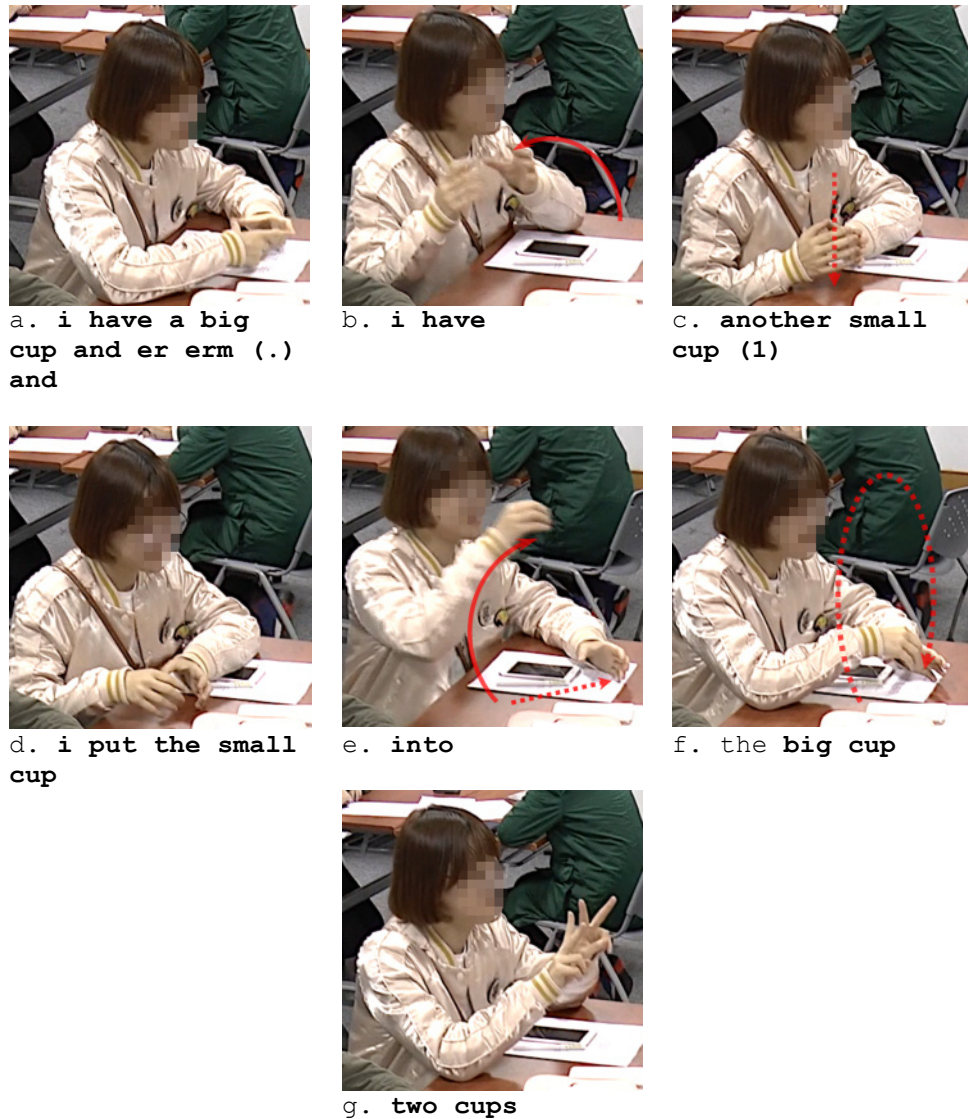 a. i have a big
cup and er erm (.)
and
b. i have
c. another small
cup (1)
d. i put the small
cup
e. into
f. the big cup
g. two cups